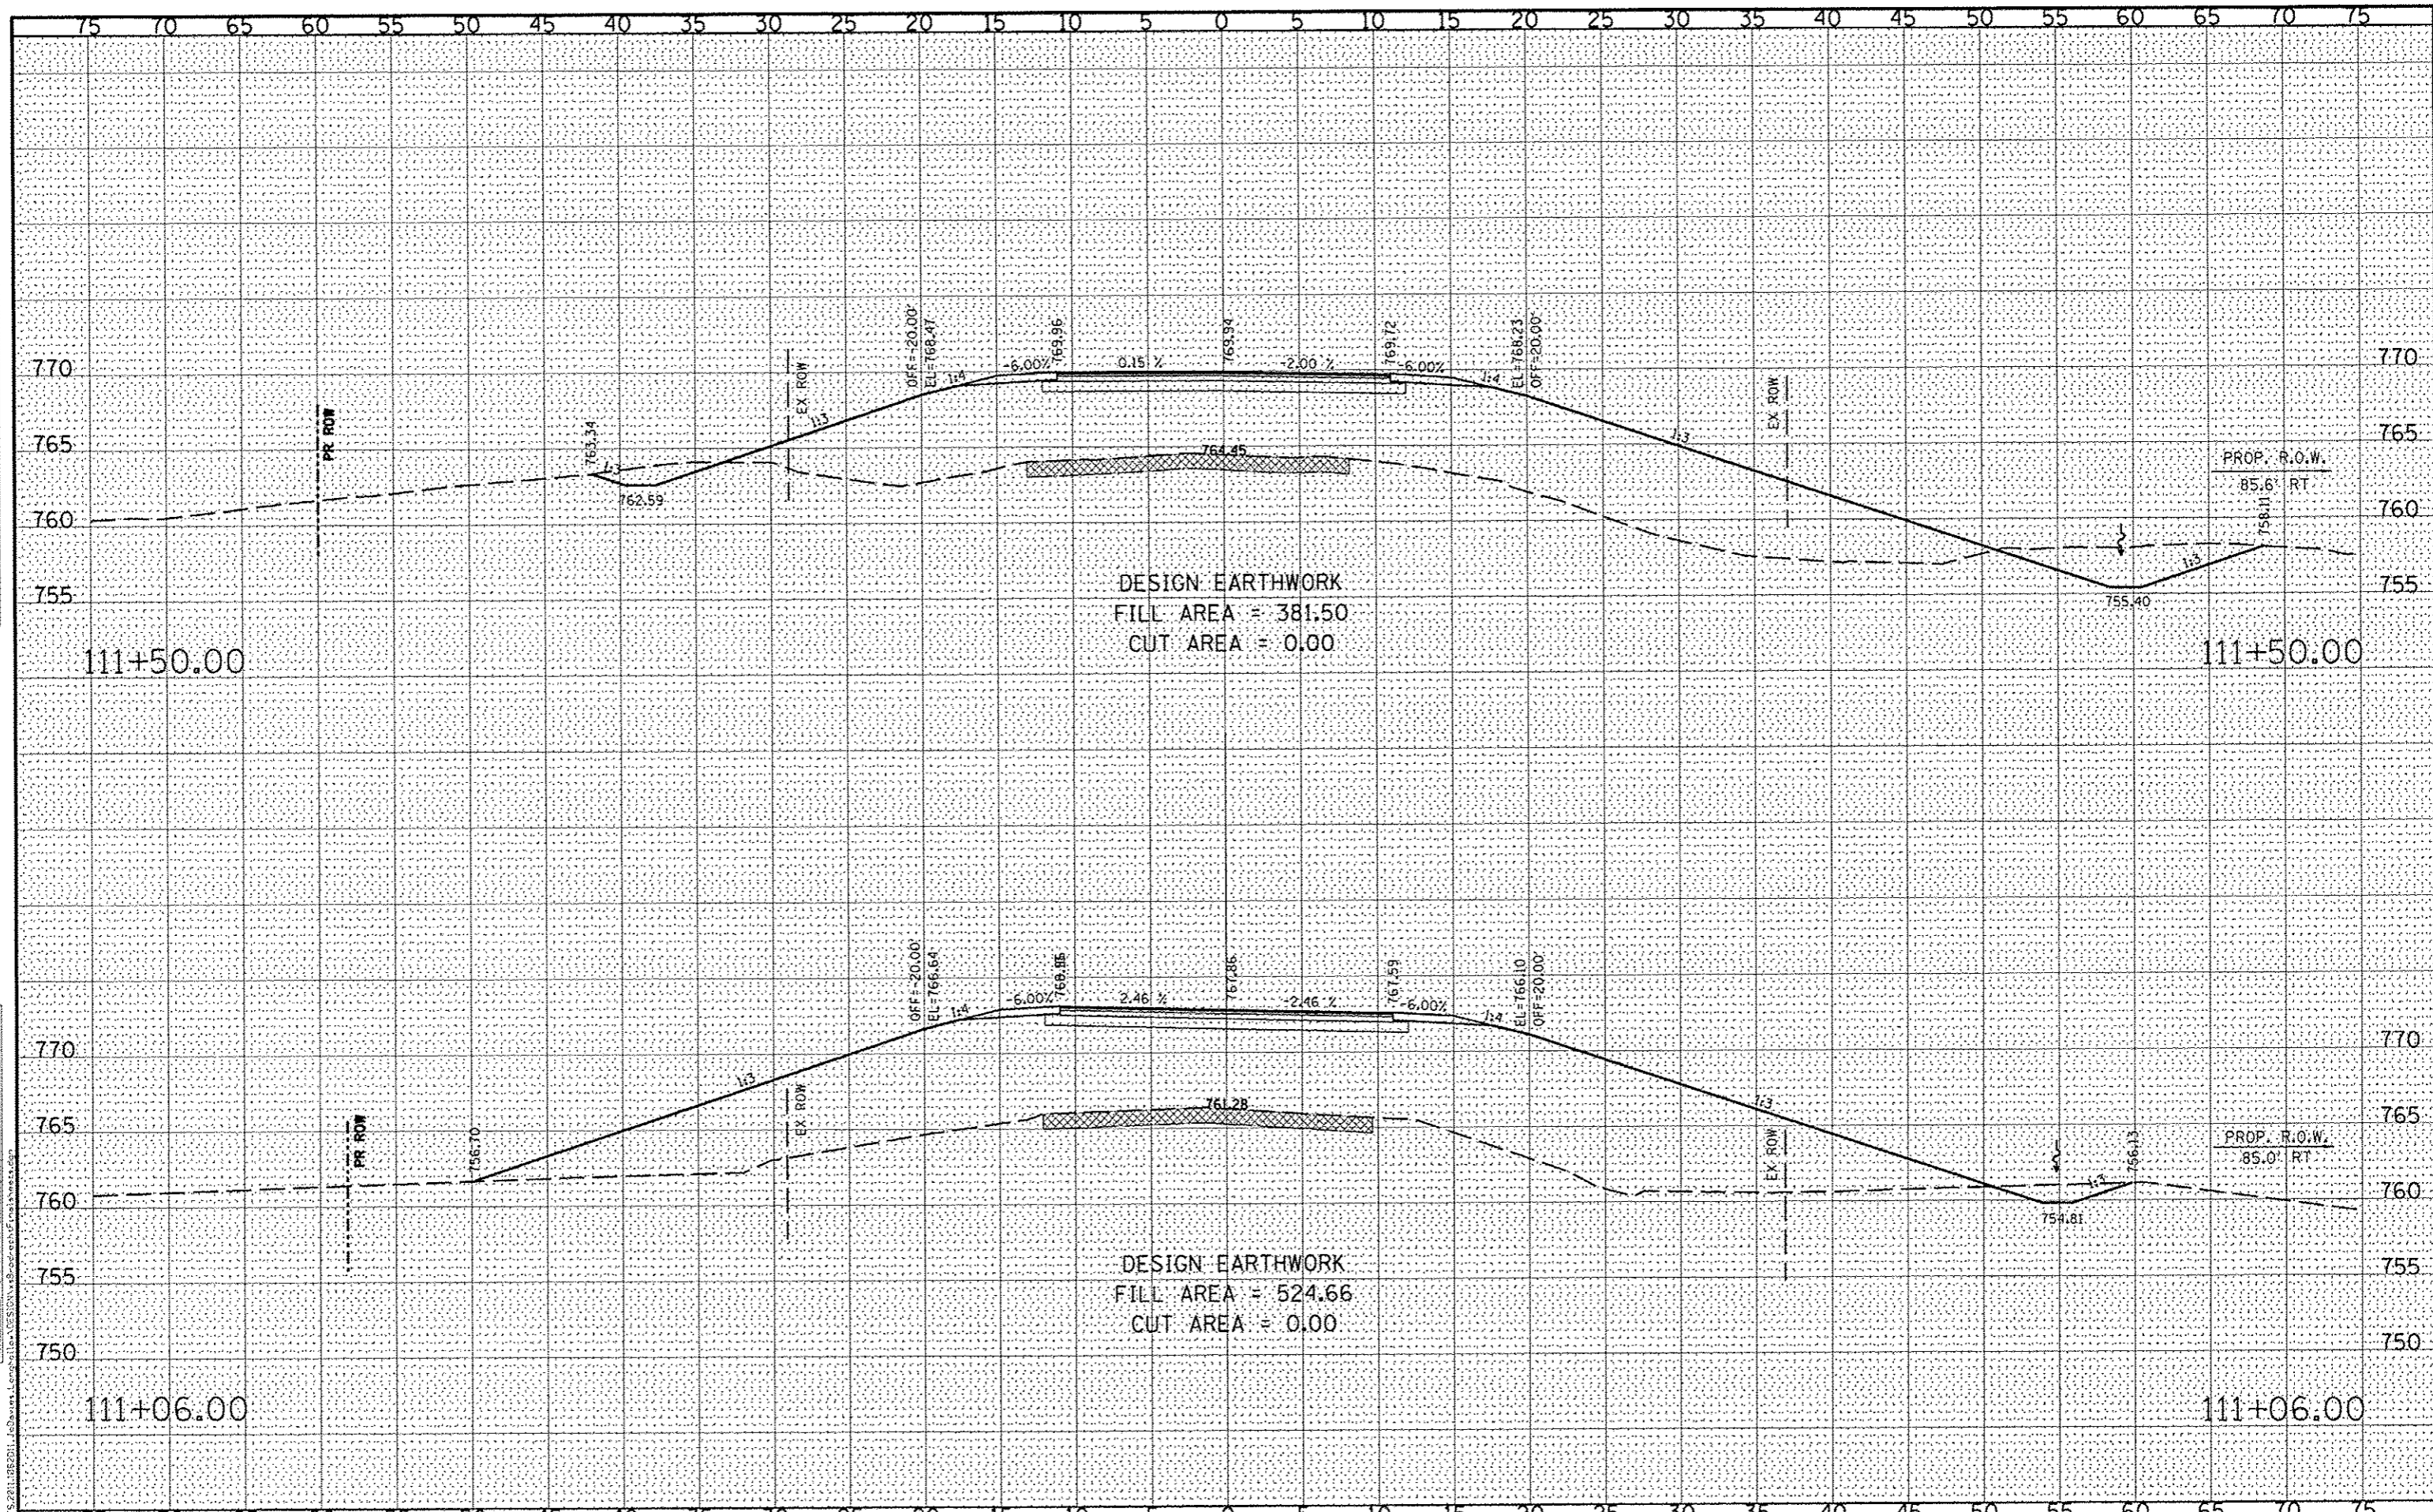 75 70 65 60 55 50 45 40 35 30 25 20 15 10 5 0 5 10 15 20 25 30 35 40 45 50 55 60 65 70 75
OFF=-20.00'
EL=768.47
769.96
769.94
769.72
EL=768.23
OFF=20.00'
770
1:4
-6.00%
0.15 %
-2.00 %
-6.00%
1:4
770
PR ROW
EX ROW
EX ROW
765
763.34
1:3
1:3
764.45
1:3
765
PROP. R.O.W.
85.6' RT
762.59
758.11
760
760
1:3
755
755.40
755
DESIGN EARTHWORK
FILL AREA = 381.50
CUT AREA = 0.00
111+50.00
111+50.00
OFF=-20.00'
EL=766.64
767.86
767.59
EL=766.10
OFF=20.00'
1:4
-6.00%
2.46 %
-2.46 %
-6.00%
1:4
770
770
1:3
1:3
PR ROW
EX ROW
EX ROW
765
756.70
761.28
756.13
765
PROP. R.O.W.
85.0' RT
760
1:3
760
754.81
755
755
DESIGN EARTHWORK
FILL AREA = 524.66
CUT AREA = 0.00
750
750
111+06.00
111+06.00